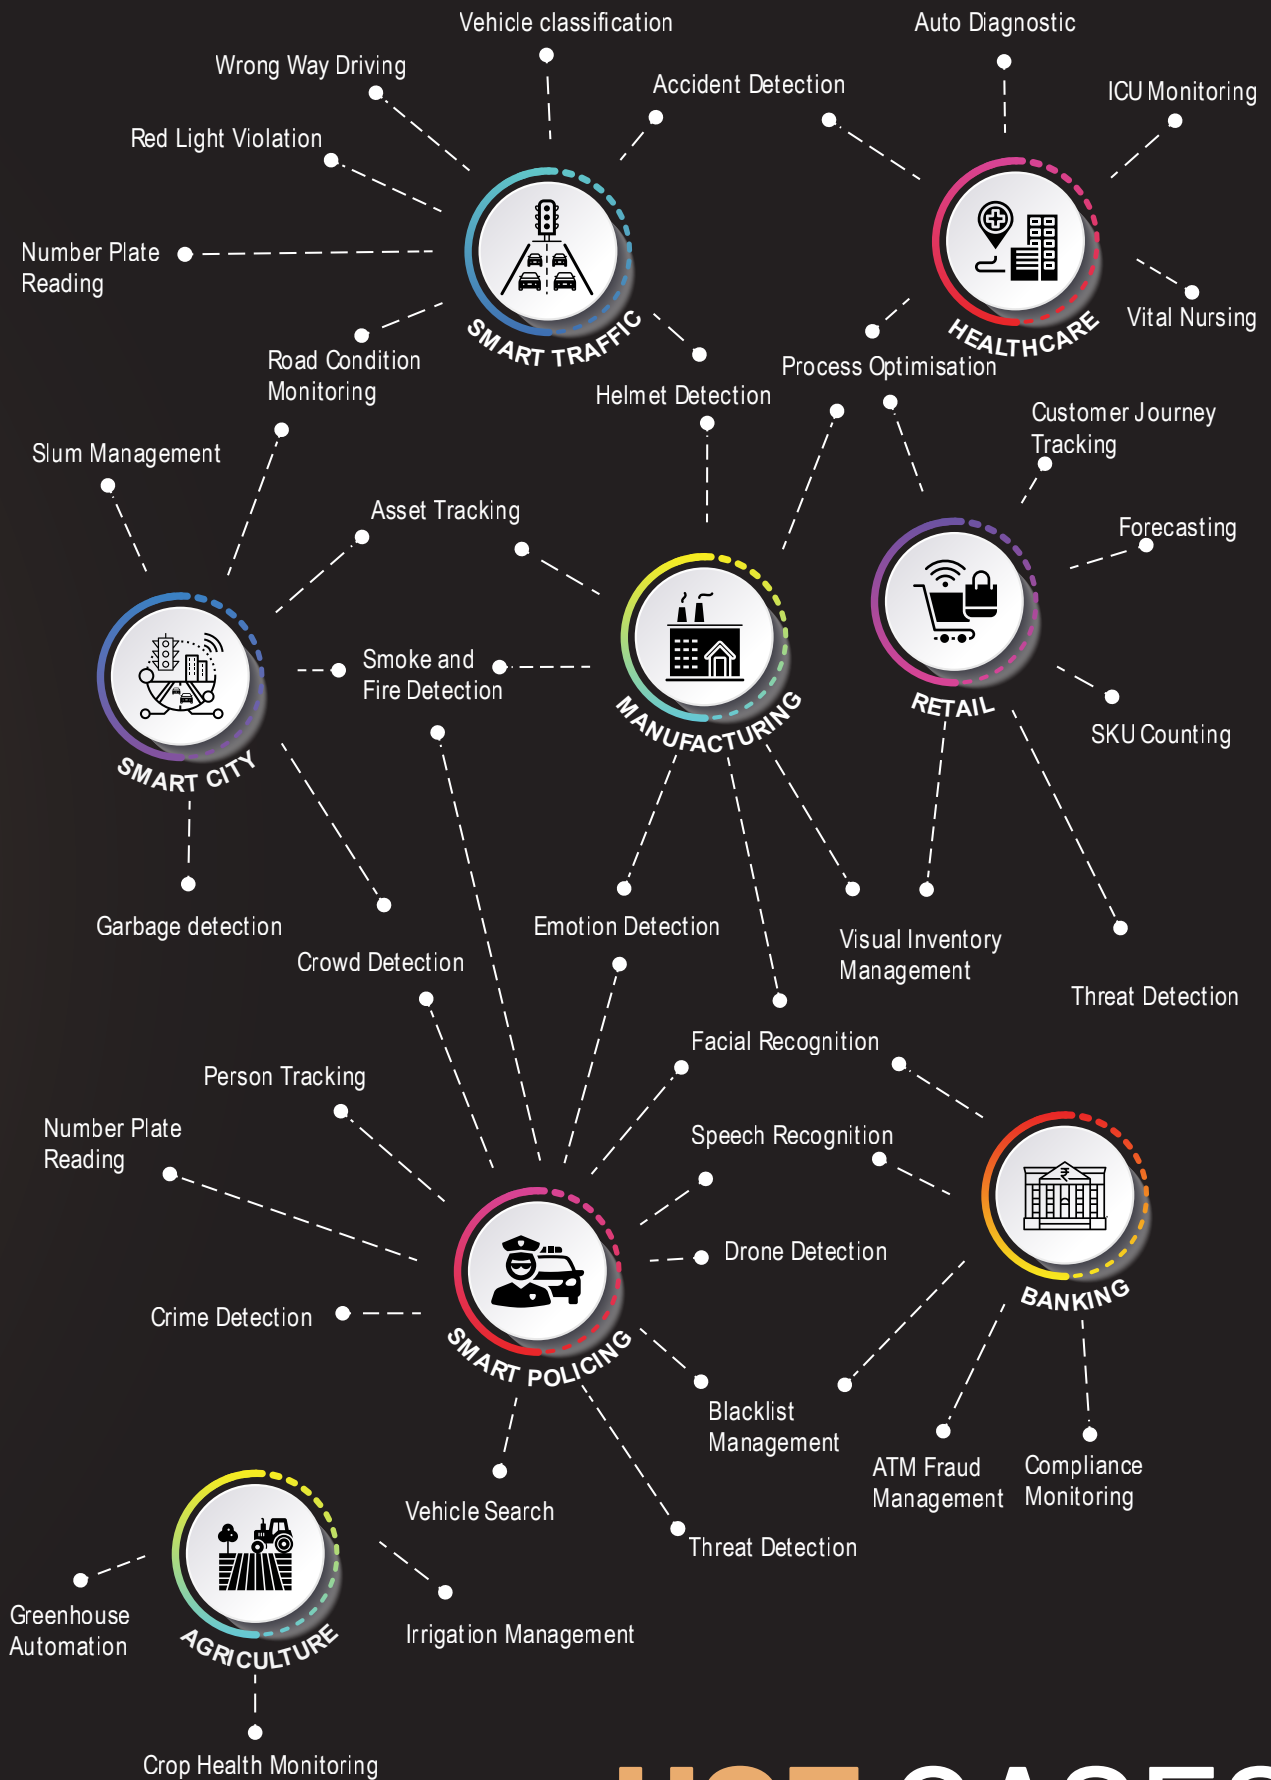 Vehicle classification
Auto Diagnostic
Wrong Way Driving
Accident Detection
ICU Monitoring
Red Light Violation
Number Plate
Reading
SMART TRAFFIC
HEALTHCARE
Vital Nursing
Road Condition
Monitoring
Process Optimisation
Helmet Detection
Customer Journey
Tracking
Slum Management
Asset Tracking
Forecasting
Smoke and
Fire Detection
MANUFACTURING
RETAIL
SKU Counting
SMART CITY
Garbage detection
Emotion Detection
Crowd Detection
Visual Inventory
Management
Threat Detection
Facial Recognition
Person Tracking
Number Plate
Reading
Speech Recognition
Drone Detection
BANKING
Crime Detection
SMART POLICING
Blacklist
Management
ATM Fraud
Management
Compliance
Monitoring
Vehicle Search
Threat Detection
Greenhouse
Automation
AGRICULTURE
Irrigation Management
Crop Health Monitoring
USE CASES